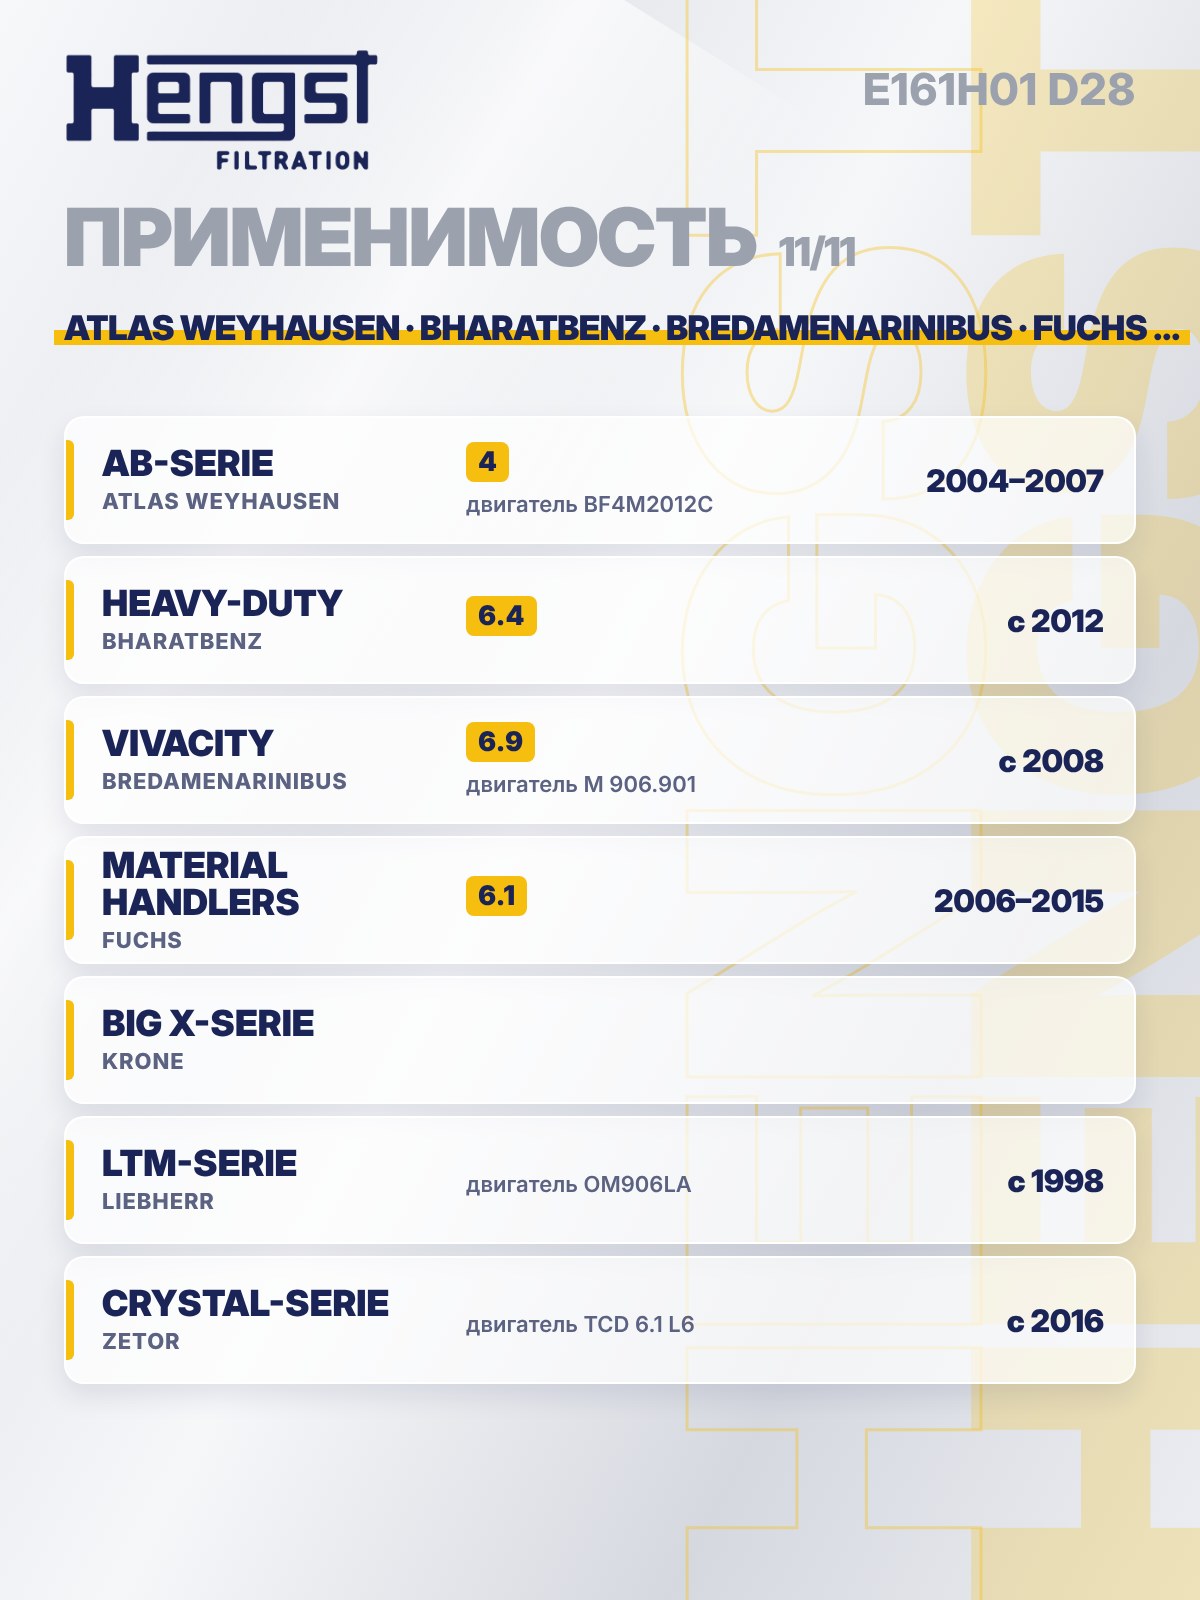 Hengst
FILTRATION
E161H01 D28
ПРИМЕНИМОСТЬ 11/11
ATLAS WEYHAUSEN · BHARATBENZ · BREDAMENARINIBUS · FUCHS ...
AB-SERIE
ATLAS WEYHAUSEN
4
двигатель BF4M2012C
2004–2007
HEAVY-DUTY
BHARATBENZ
6.4
с 2012
VIVACITY
BREDAMENARINIBUS
6.9
двигатель M 906.901
с 2008
MATERIAL
HANDLERS
FUCHS
6.1
2006–2015
BIG X-SERIE
KRONE
LTM-SERIE
LIEBHERR
двигатель OM906LA
с 1998
CRYSTAL-SERIE
ZETOR
двигатель TCD 6.1 L6
с 2016
HENGST
HENGST